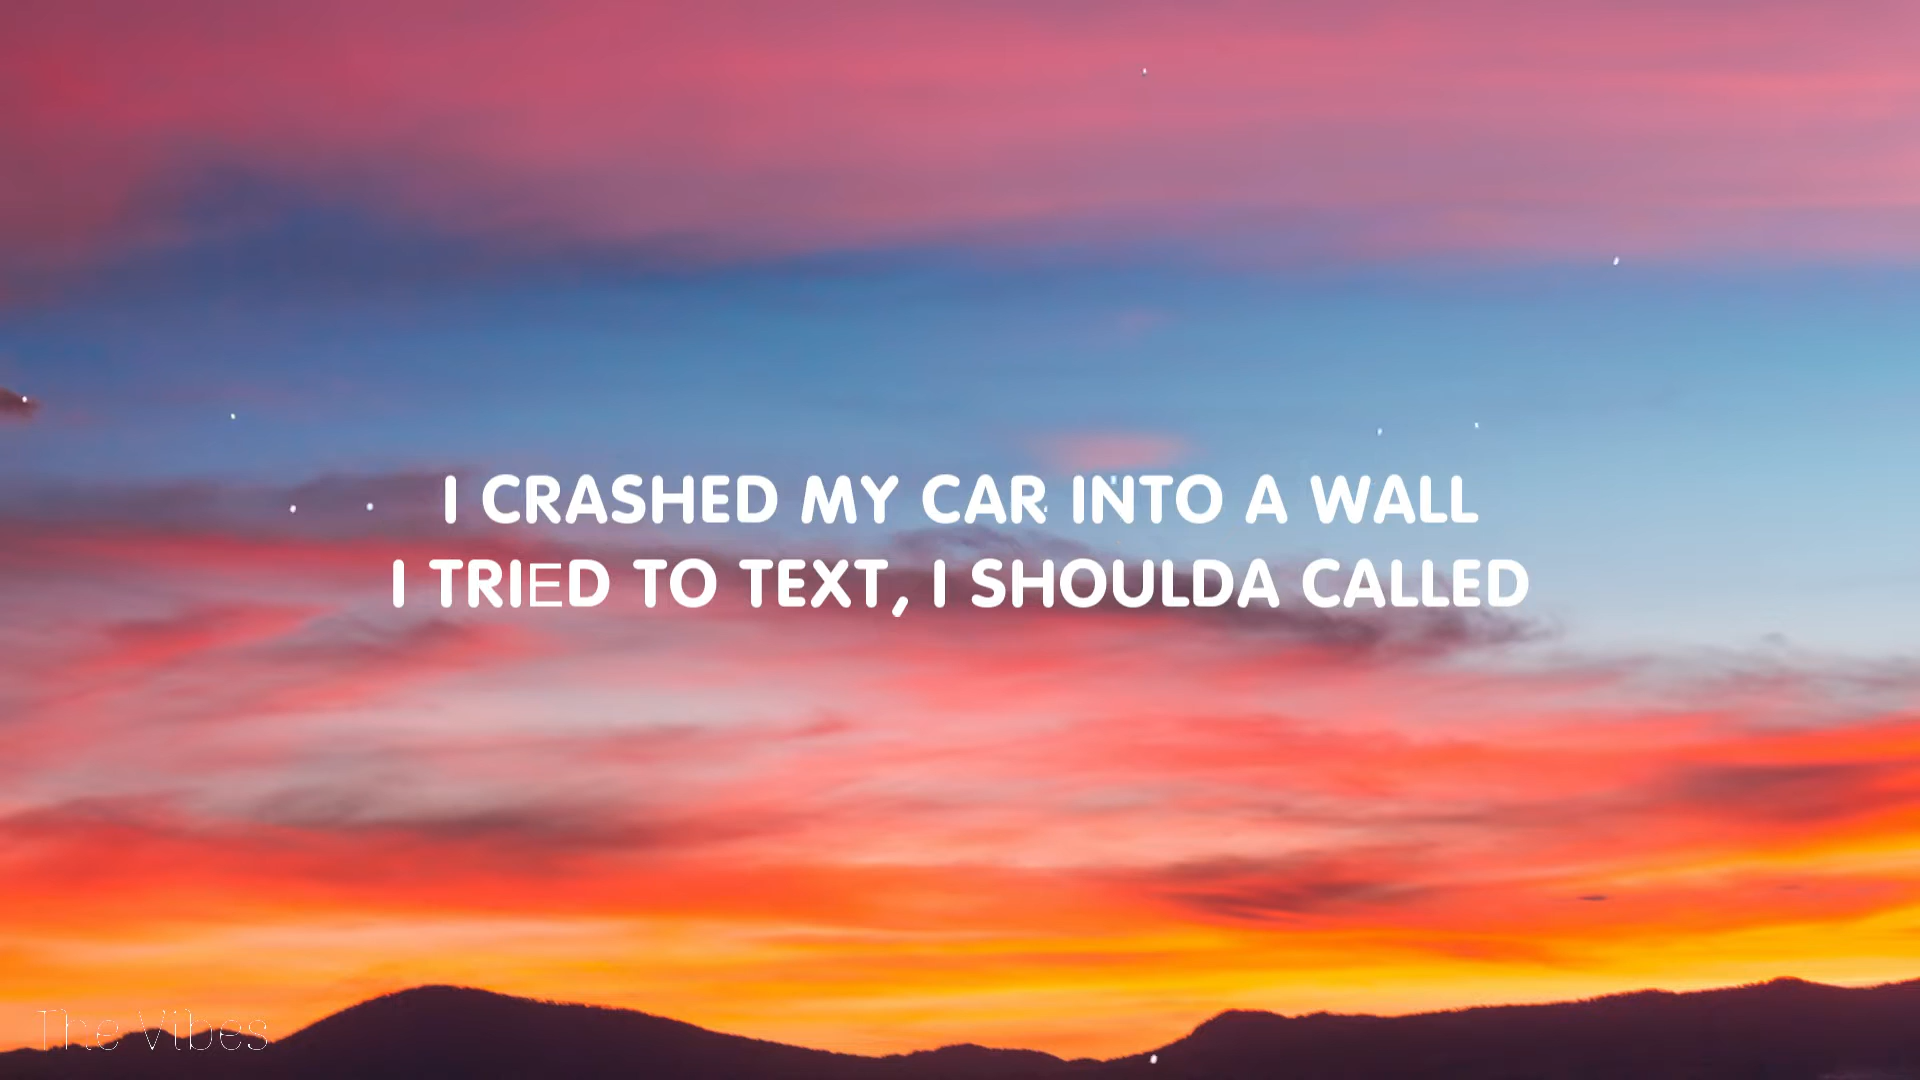 I CRASHED MY CAR INTO A WALL
I TRIED TO TEXT, I SHOULDA CALLED
The Vibes